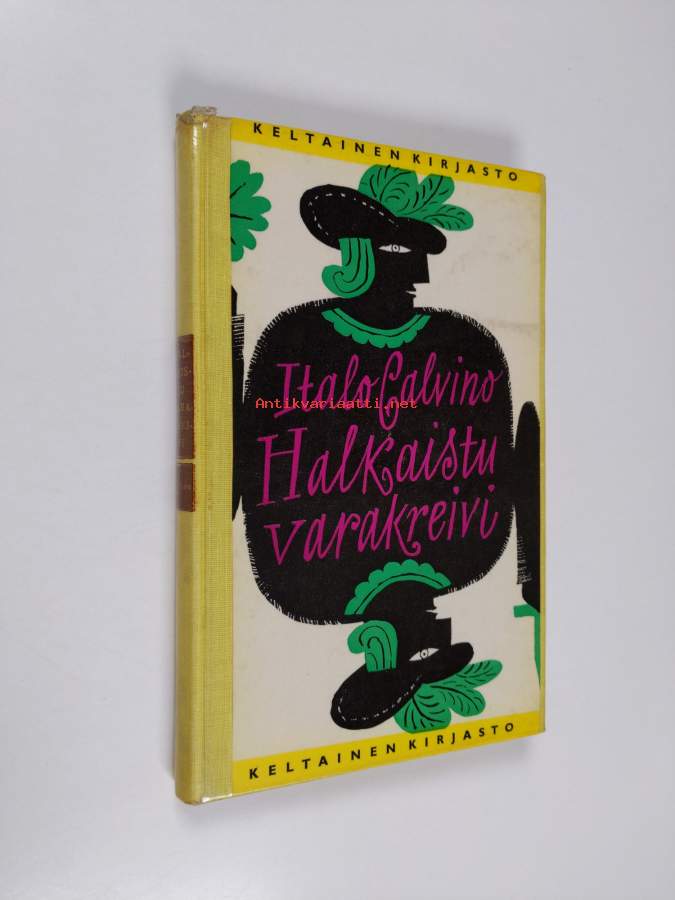 KELTAINEN KIRJASTO
Italo Calvino
Antikvariaatti.net
Halkaistu
varakreivi
KELTAINEN KIRJASTO